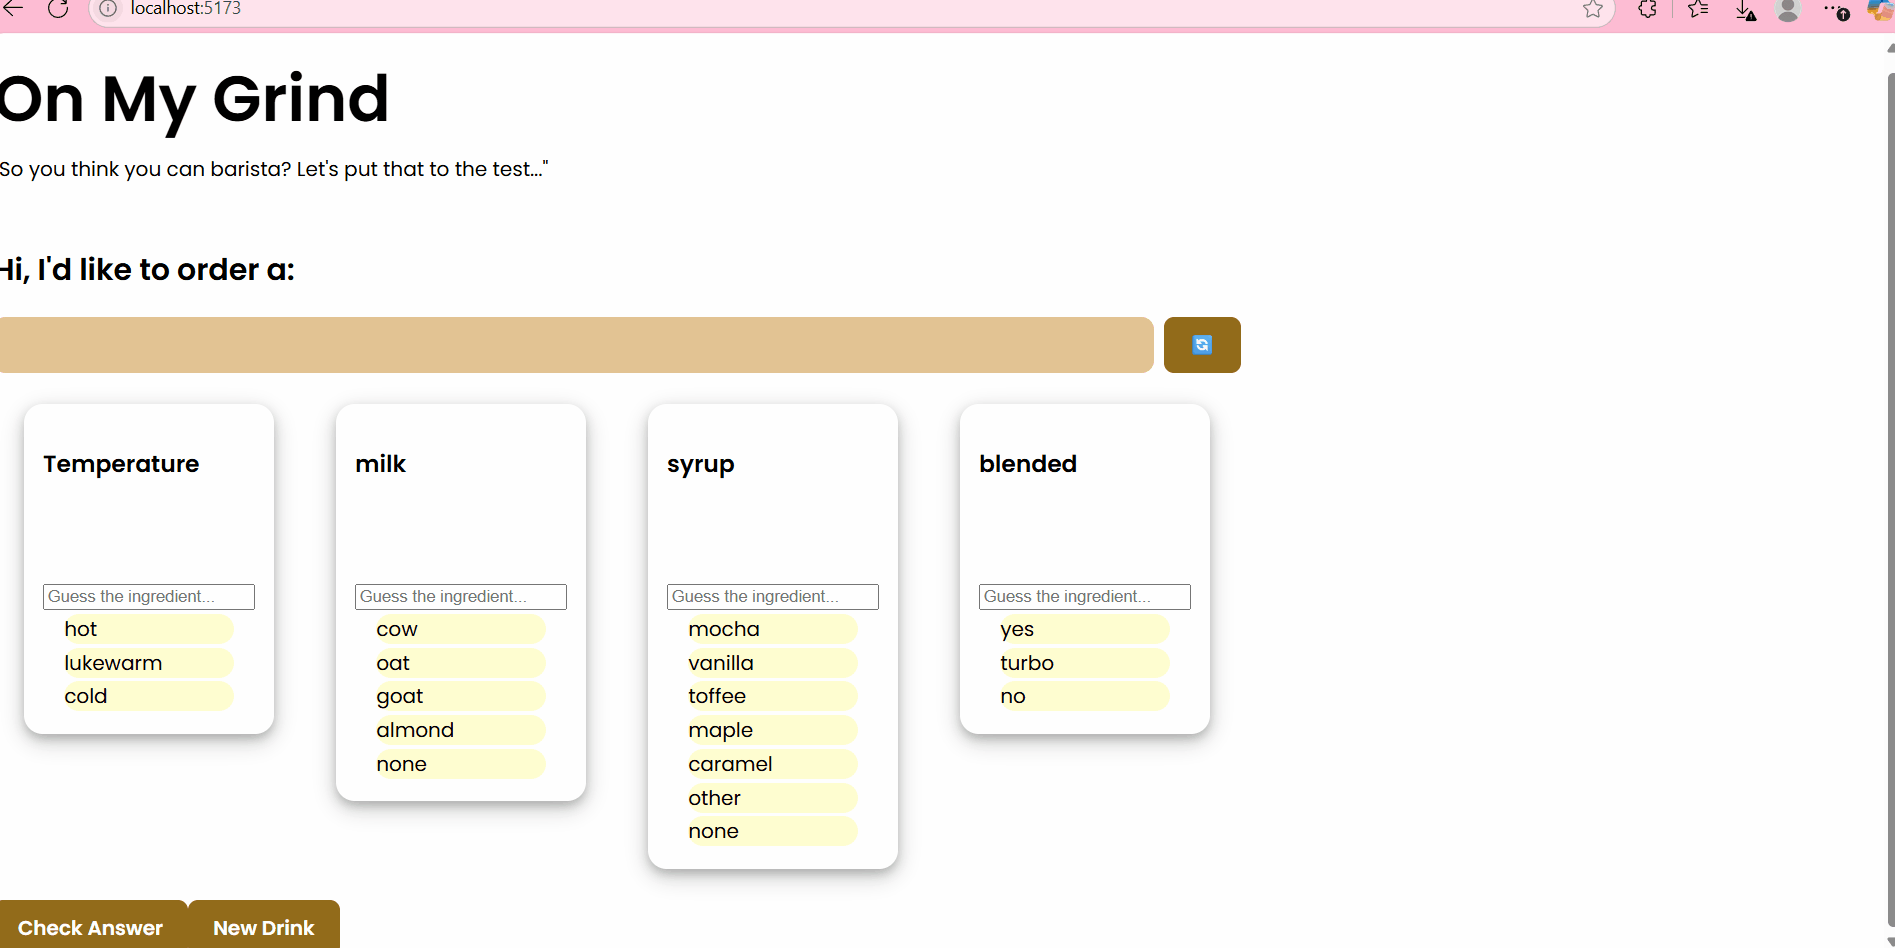 localhost:5173
On My Grind
So you think you can barista? Let's put that to the test..."
Hi, I'd like to order a:
Temperature
Guess the ingredient...
hot
lukewarm
cold
milk
Guess the ingredient...
cow
oat
goat
almond
none
syrup
Guess the ingredient...
mocha
vanilla
toffee
maple
caramel
other
none
blended
Guess the ingredient...
yes
turbo
no
Check Answer
New Drink